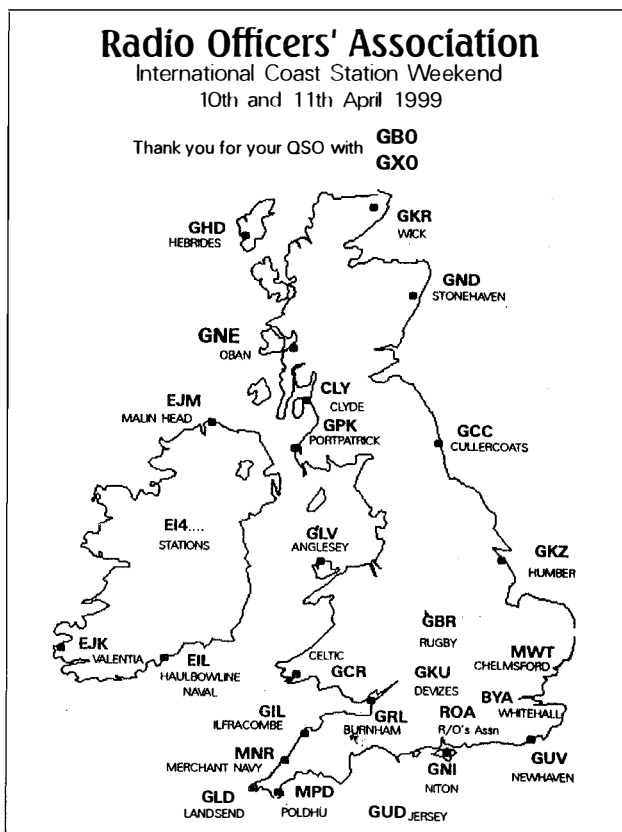 Radio Officers' Association
International Coast Station Weekend
10th and 11th April 1999
Thank you for your QSO with GB0
GX0
GHD
HEBRIDES
GKR
WICK
GND
STONEHAVEN
GNE
OBAN
CLY
CLYDE
EJM
MALIN HEAD
GPK
PORTPATRICK
GCC
CULLERCOATS
EI4....
STATIONS
GLV
ANGLESEY
GKZ
HUMBER
GBR
RUGBY
EJK
VALENTIA
EIL
HAULBOWLINE
NAVAL
CELTIC
GCR
GKU
DEVIZES
MWT
CHELMSFORD
BYA
WHITEHALL
GIL
ILFRACOMBE
GRL
BURNHAM
ROA
R/O's Assn
MNR
MERCHANT NAVY
GNI
NITON
GUV
NEWHAVEN
GLD
LANDSEND
MPD
POLDHU
GUD JERSEY